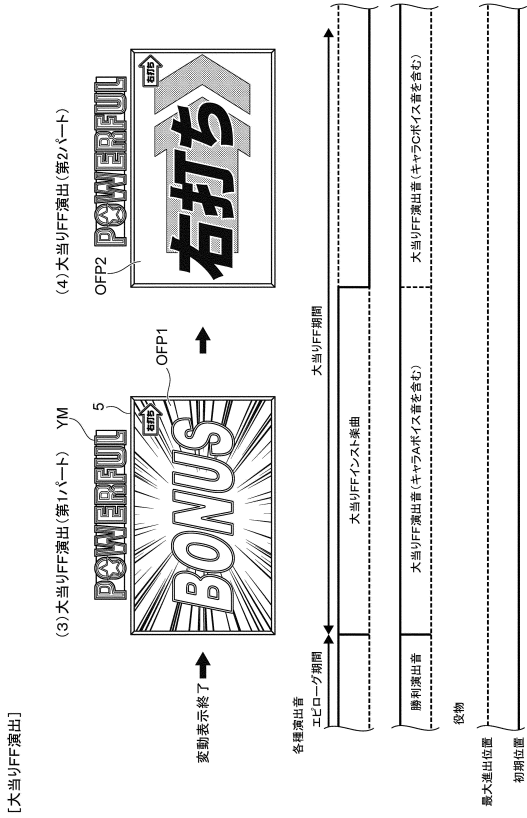 [大当りFF演出]
(3)大当りFF演出(第1パート)
(4)大当りFF演出(第2パート)
YM
POWERFUL
POWERFUL
5
OFP1
OFP2
右打ち
右打ち
変動表示終了
BONUS
右打ち
各種演出音
エピローグ期間
大当りFF期間
大当りFFインスト楽曲
勝利演出音
大当りFF演出音(キャラAボイス音を含む)
大当りFF演出音(キャラCボイス音を含む)
役物
最大進出位置
初期位置